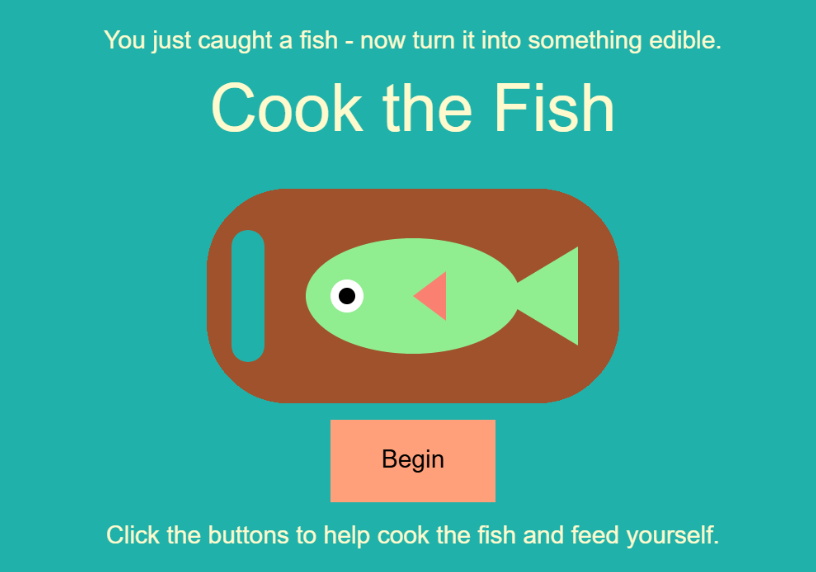 You just caught a fish - now turn it into something edible.
Cook the Fish
Begin
Click the buttons to help cook the fish and feed yourself.